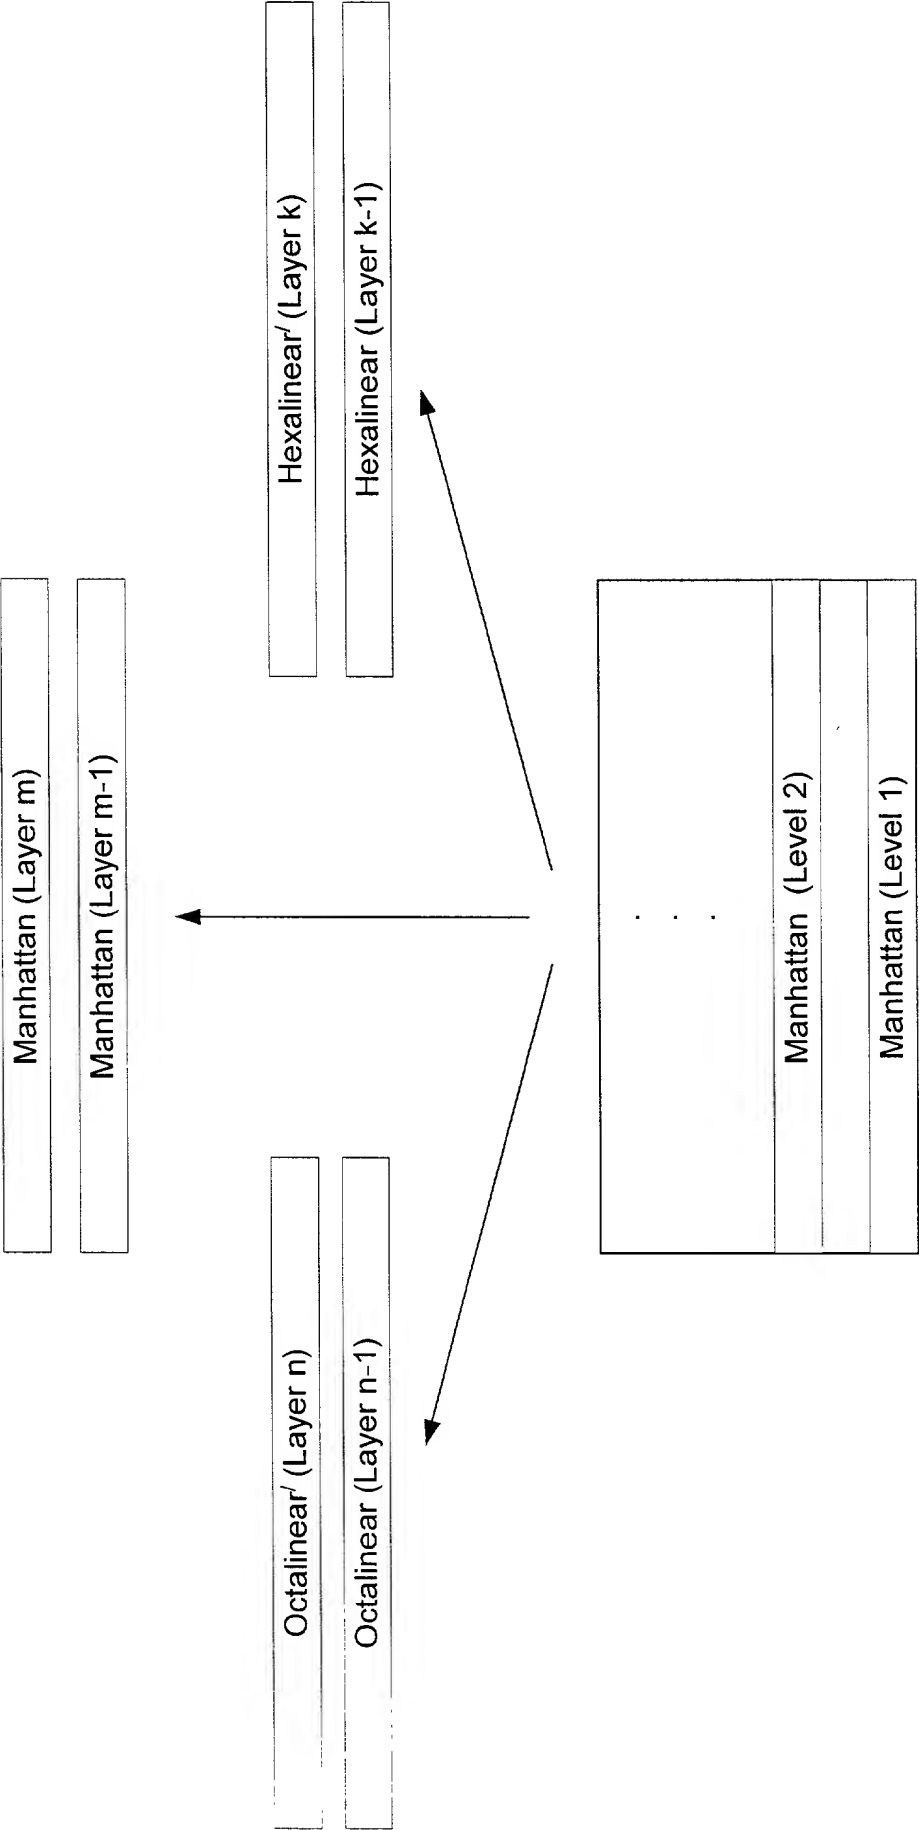 Manhattan (Layer m)
Manhattan (Layer m-1)
Octalinear′ (Layer n)
Octalinear (Layer n-1)
Hexalinear′ (Layer k)
Hexalinear (Layer k-1)
. . .
Manhattan (Level 2)
Manhattan (Level 1)